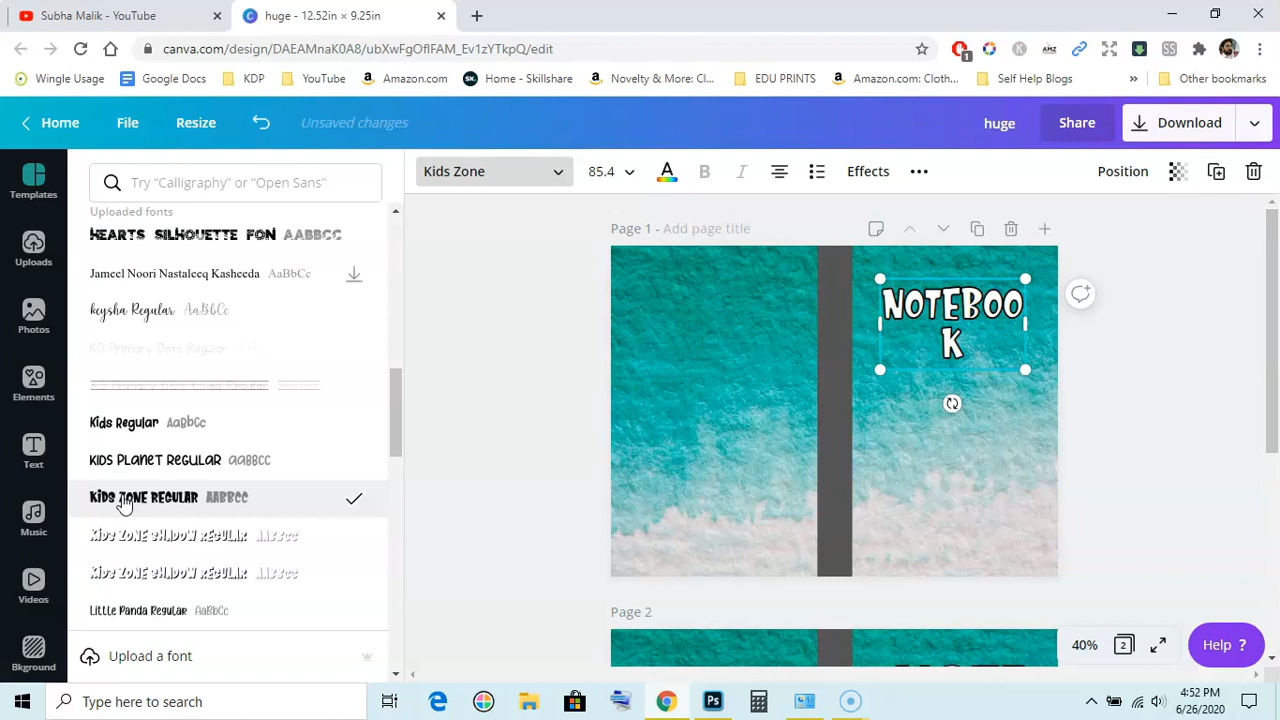 Subha Malik - YouTube
huge - 12.52in × 9.25in
canva.com/design/DAEAMnaK0A8/ubXwFgOflFAM_Ev1zYTkpQ/edit
1
Wingle Usage
Google Docs
KDP
YouTube
Amazon.com
Home - Skillshare
Novelty & More: Cl...
EDU PRINTS
Amazon.com: Cloth...
Self Help Blogs
»
Other bookmarks
Home
File
Resize
Unsaved changes
huge
Share
Download
Templates
Uploads
Photos
Elements
Text
Music
Videos
Bkground
Try “Calligraphy” or “Open Sans”
Uploaded fonts
HEARTS SILHOUETTE FON AABBCC
Jameel Noori Nastaleeq Kasheeda AaBbCc
keysha Regular AaBbCc
Kids Regular AaBbCc
KIDS PLANET REGULAR AABBCC
KIDS ZONE REGULAR AABBCC
KIDS ZONE SHADOW REGULAR AABBCC
KIDS ZONE SHADOW REGULAR AABBCC
Little Panda Regular AaBbCc
Upload a font
Kids Zone
85.4
A
B
I
Effects
Position
Page 1 - Add page title
NOTEBOO
K
Page 2
40%
2
Help ?
Type here to search
4:52 PM
6/26/2020